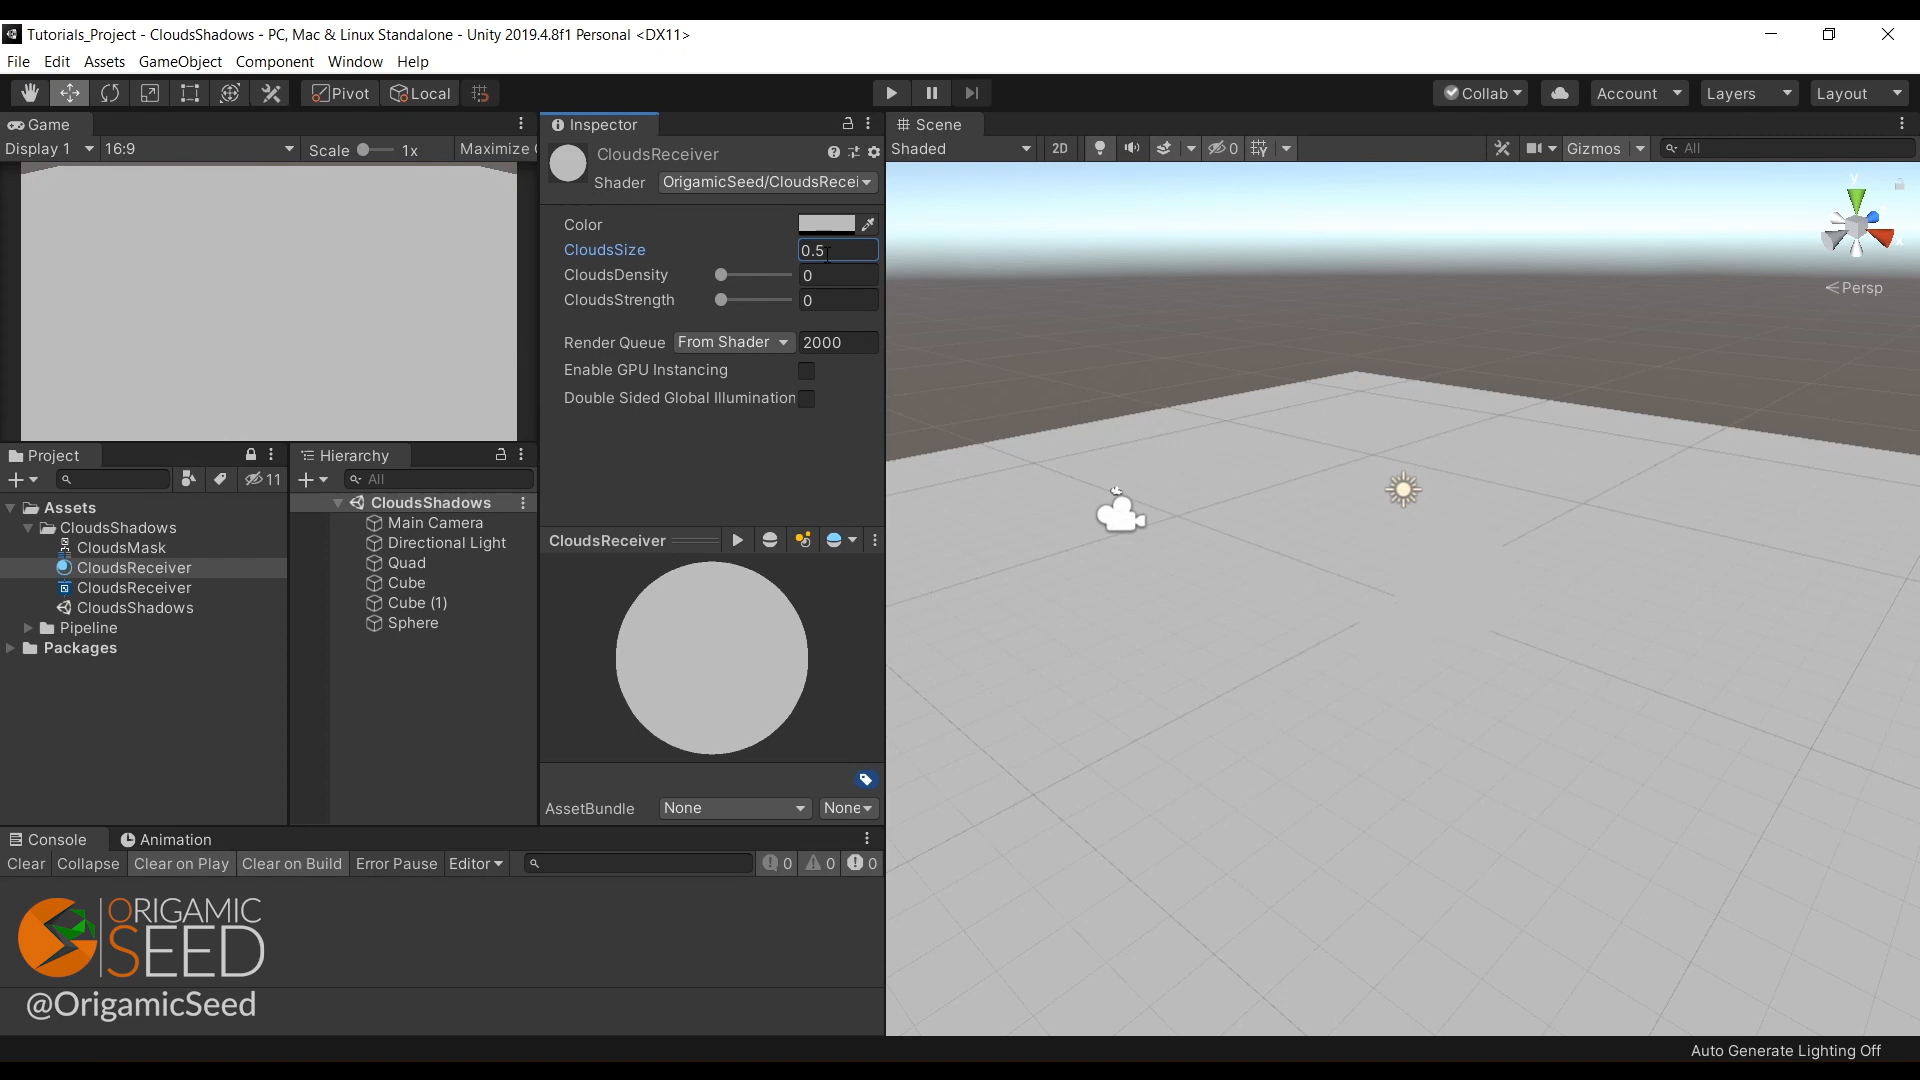 Tutorials_Project - CloudsShadows - PC, Mac & Linux Standalone - Unity 2019.4.8f1 Personal <DX11>
File Edit Assets GameObject Component Window Help
Pivot Local Collab Account Layers Layout
Game
Display 1 16:9 Scale 1x Maximize
Inspector
CloudsReceiver
Shader OrigamicSeed/CloudsRecei
Color
CloudsSize 0.5
CloudsDensity 0
CloudsStrength 0
Render Queue From Shader 2000
Enable GPU Instancing
Double Sided Global Illumination
CloudsReceiver
AssetBundle None None
Scene
Shaded 2D 0 Gizmos All
y
x
Persp
Project
11
Assets
CloudsShadows
CloudsMask
CloudsReceiver
CloudsReceiver
CloudsShadows
Pipeline
Packages
Hierarchy
All
CloudsShadows
Main Camera
Directional Light
Quad
Cube
Cube (1)
Sphere
Console Animation
Clear Collapse Clear on Play Clear on Build Error Pause Editor 0 0 0
ORIGAMIC
SEED
@OrigamicSeed
Auto Generate Lighting Off